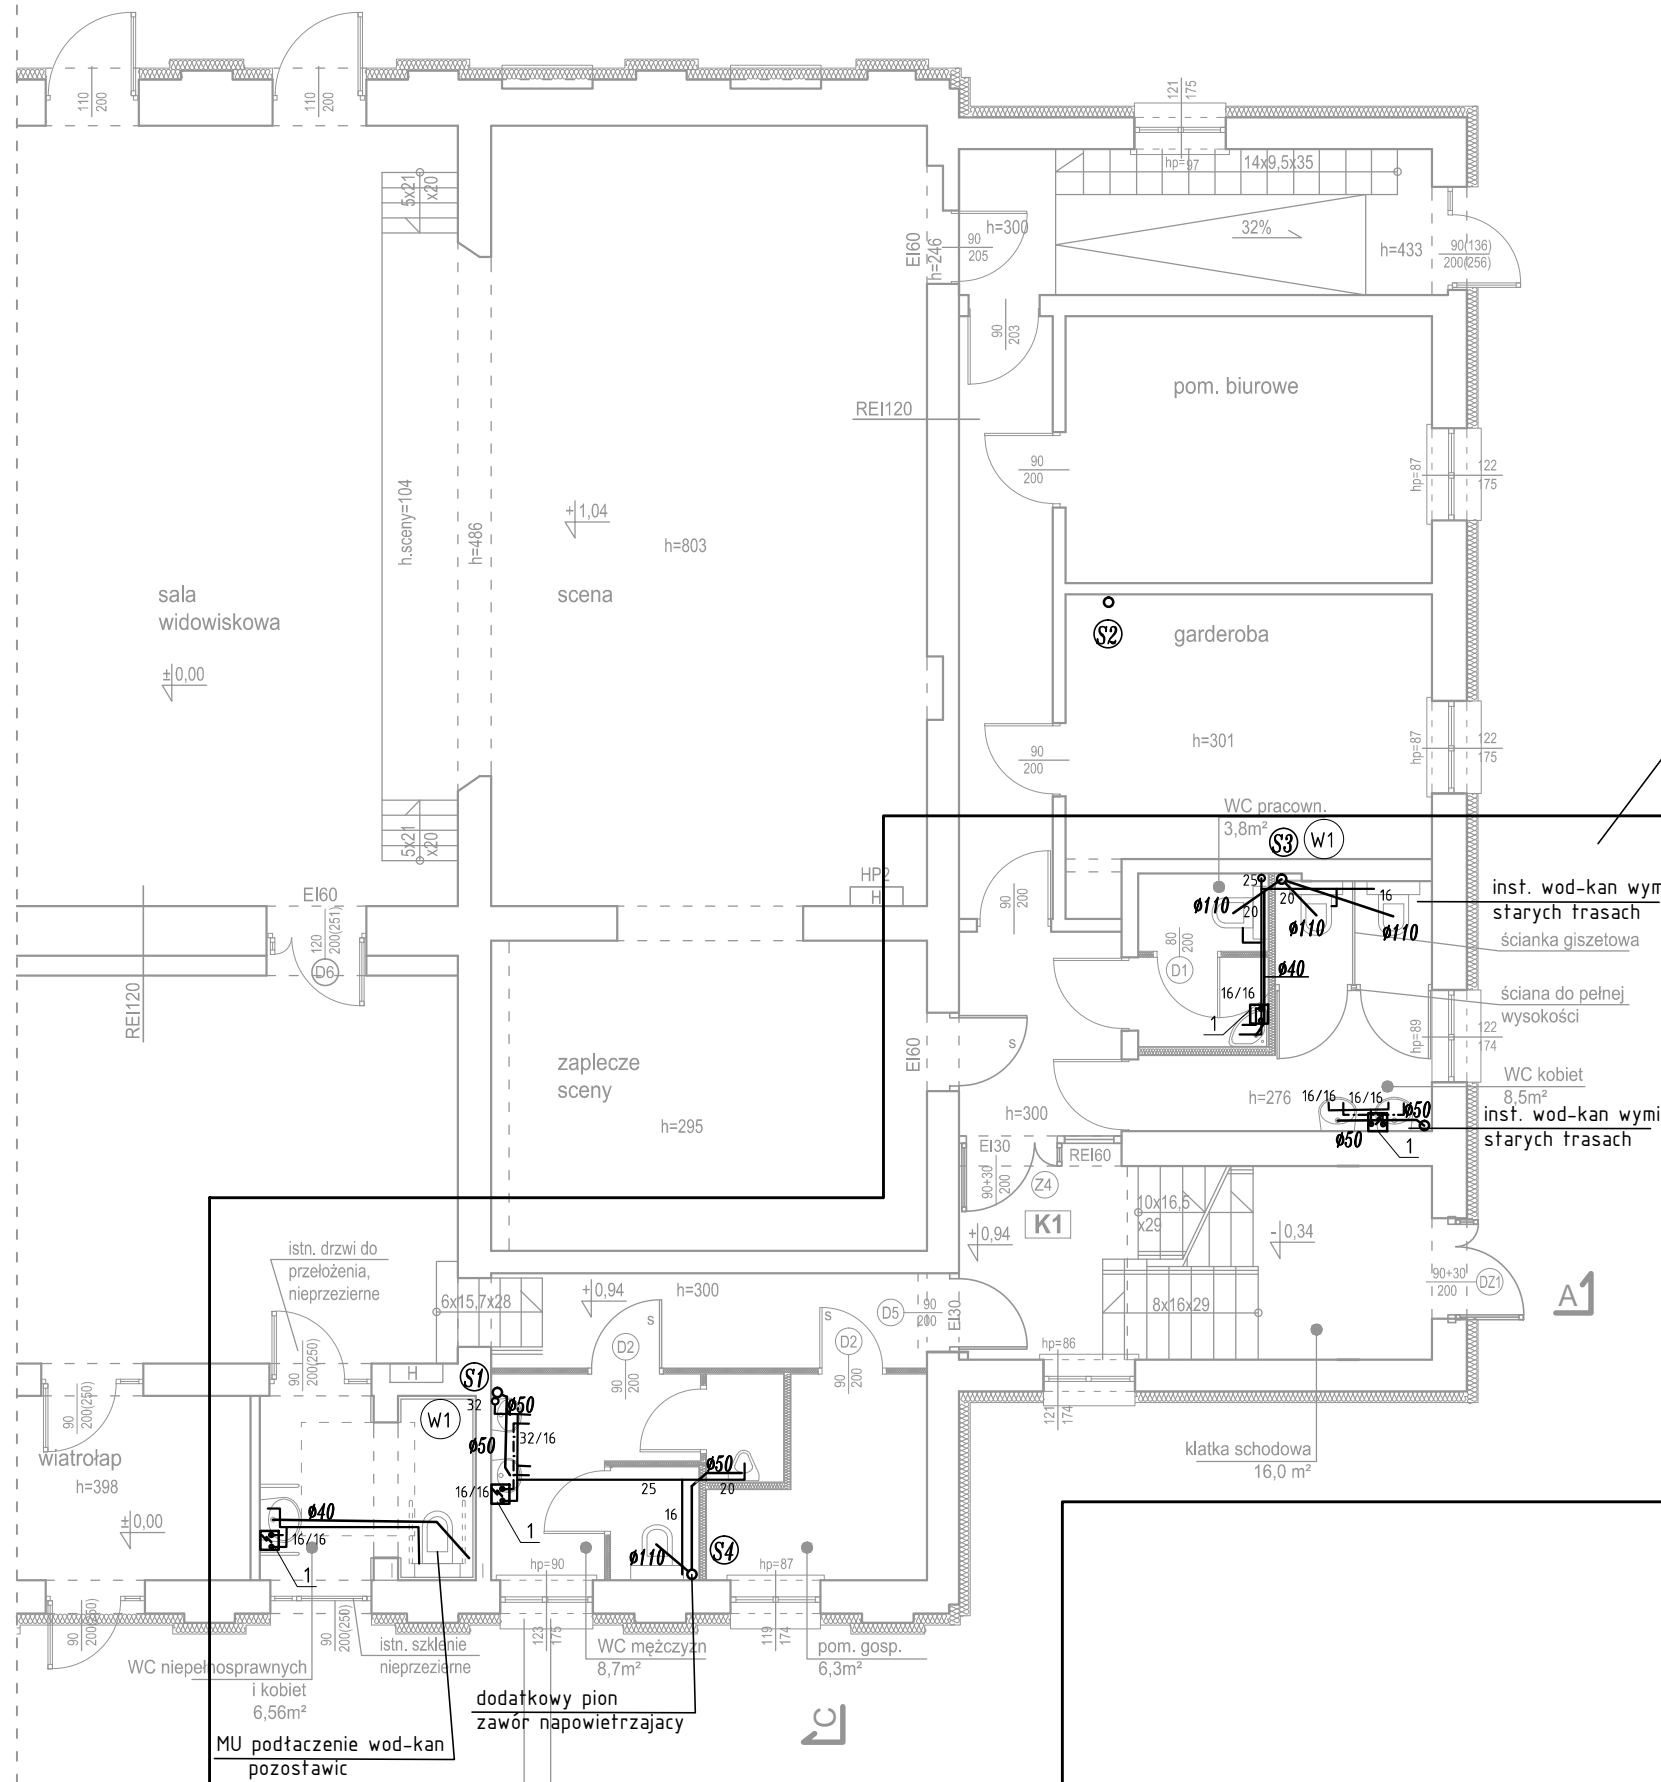 110
200
110
200
121
175
hp=97
14x9,5x35
5x21
x20
h=300
EI60
h=246
90
205
32%
h=433
90(136)
200(256)
90
203
pom. biurowe
REI120
90
200
hp=87
122
175
h.sceny=104
h=486
+1,04
h=803
scena
sala
widowiskowa
±0,00
S2
garderoba
h=301
90
200
hp=87
122
175
5x21
x20
WC pracown.
3,8m²
S3
W1
HP2
H
EI60
120
200(251)
D6
REI120
90
200
25
20
20
16
ø110
ø110
ø110
inst. wod-kan wym
starych trasach
ścianka giszetowa
80
200
D1
ø40
16/16
1
ściana do pełnej
wysokości
hp=89
122
174
zaplecze
sceny
h=295
EI60
s
h=300
h=276
16/16
16/16
ø50
ø50
1
WC kobiet
8,5m²
inst. wod-kan wymi
starych trasach
EI30
90+30
200
REI60
Z4
K1
10x16,5
x29
+0,94
- 0,34
istn. drzwi do
przełożenia,
nieprzezierne
6x15,7x28
+0,94
h=300
D5
90
200
EI30
8x16x29
90+30
200
DZ1
A
s
D2
90
200
s
D2
90
200
hp=86
121
174
90
200(250)
H
S1
32
ø50
W1
ø50
32/16
16/16
1
ø50
25
20
16
90
200(250)
wiatrołap
h=398
±0,00
ø40
16/16
1
ø110
S4
hp=90
hp=87
klatka schodowa
16,0 m²
90
200(250)
90
200(250)
123
175
119
174
istn. szklenie
nieprzezierne
WC mężczyzn
8,7m²
pom. gosp.
6,3m²
WC niepełnosprawnych
i kobiet
6,56m²
dodatkowy pion
zawór napowietrzajacy
C
MU podłaczenie wod-kan
pozostawic